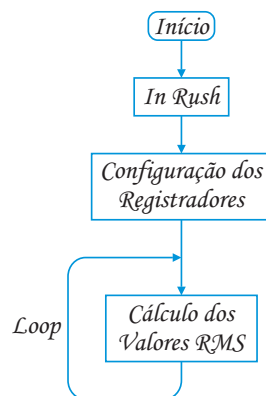 Início
In Rush
Configuração dos
Registradores
Loop
Cálculo dos
Valores RMS